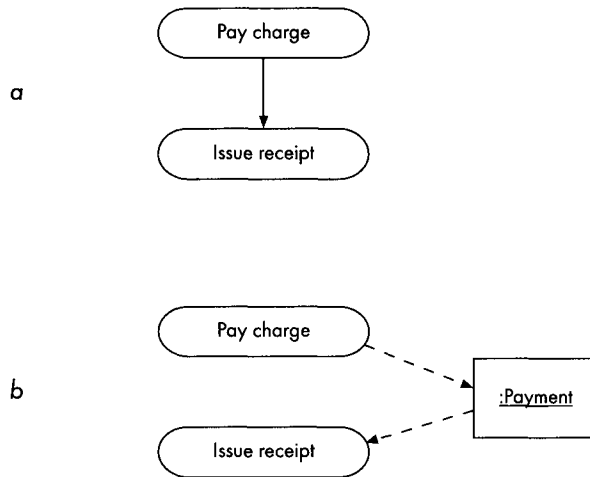 Pay charge
a
Issue receipt
Pay charge
:Payment
b
Issue receipt